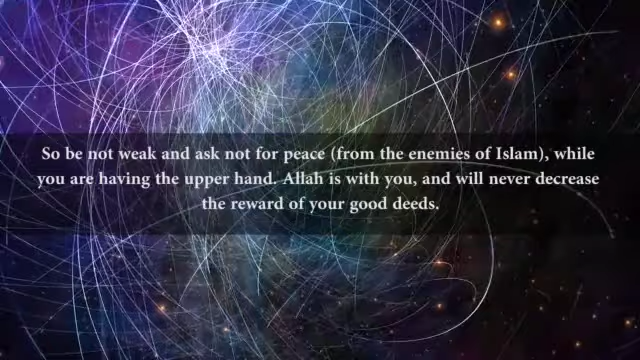 So be not weak and ask not for peace (from the enemies of Islam), while
you are having the upper hand. Allah is with you, and will never decrease
the reward of your good deeds.